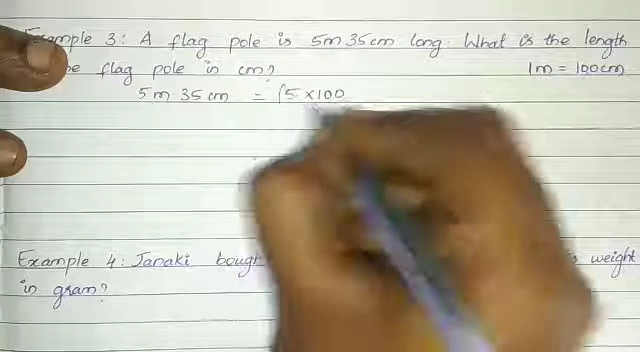 Example 3: A flag pole is 5m 35cm long. What is the length
flag pole in cm? 1m = 100cm
5m 35cm = (5×100
Example 4: Janaki bough weight
in gram?